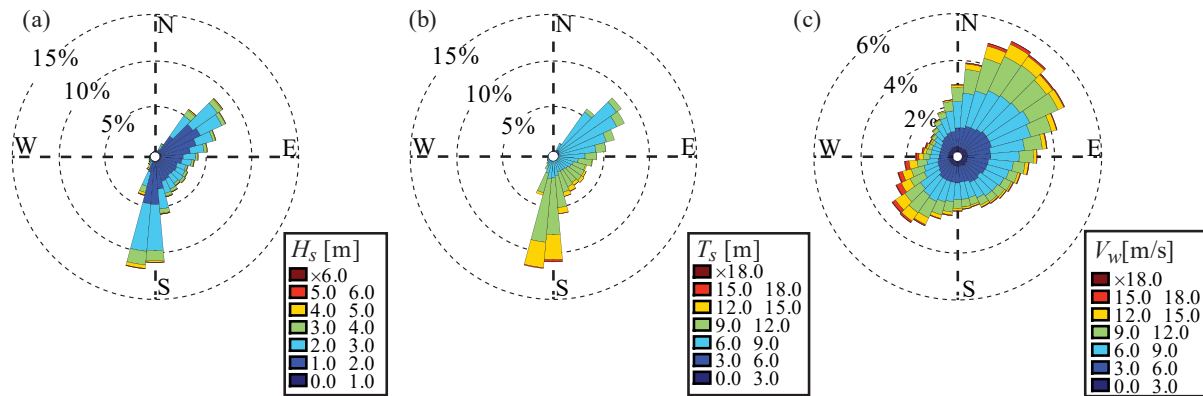 (a)
N
15%
10%
5%
W
E
S
H_s [m]
×6.0
5.0 6.0
4.0 5.0
3.0 4.0
2.0 3.0
1.0 2.0
0.0 1.0
(b)
N
15%
10%
5%
W
E
S
T_s [m]
×18.0
15.0 18.0
12.0 15.0
9.0 12.0
6.0 9.0
3.0 6.0
0.0 3.0
(c)
N
6%
4%
2%
W
E
S
V_w[m/s]
×18.0
15.0 18.0
12.0 15.0
9.0 12.0
6.0 9.0
3.0 6.0
0.0 3.0